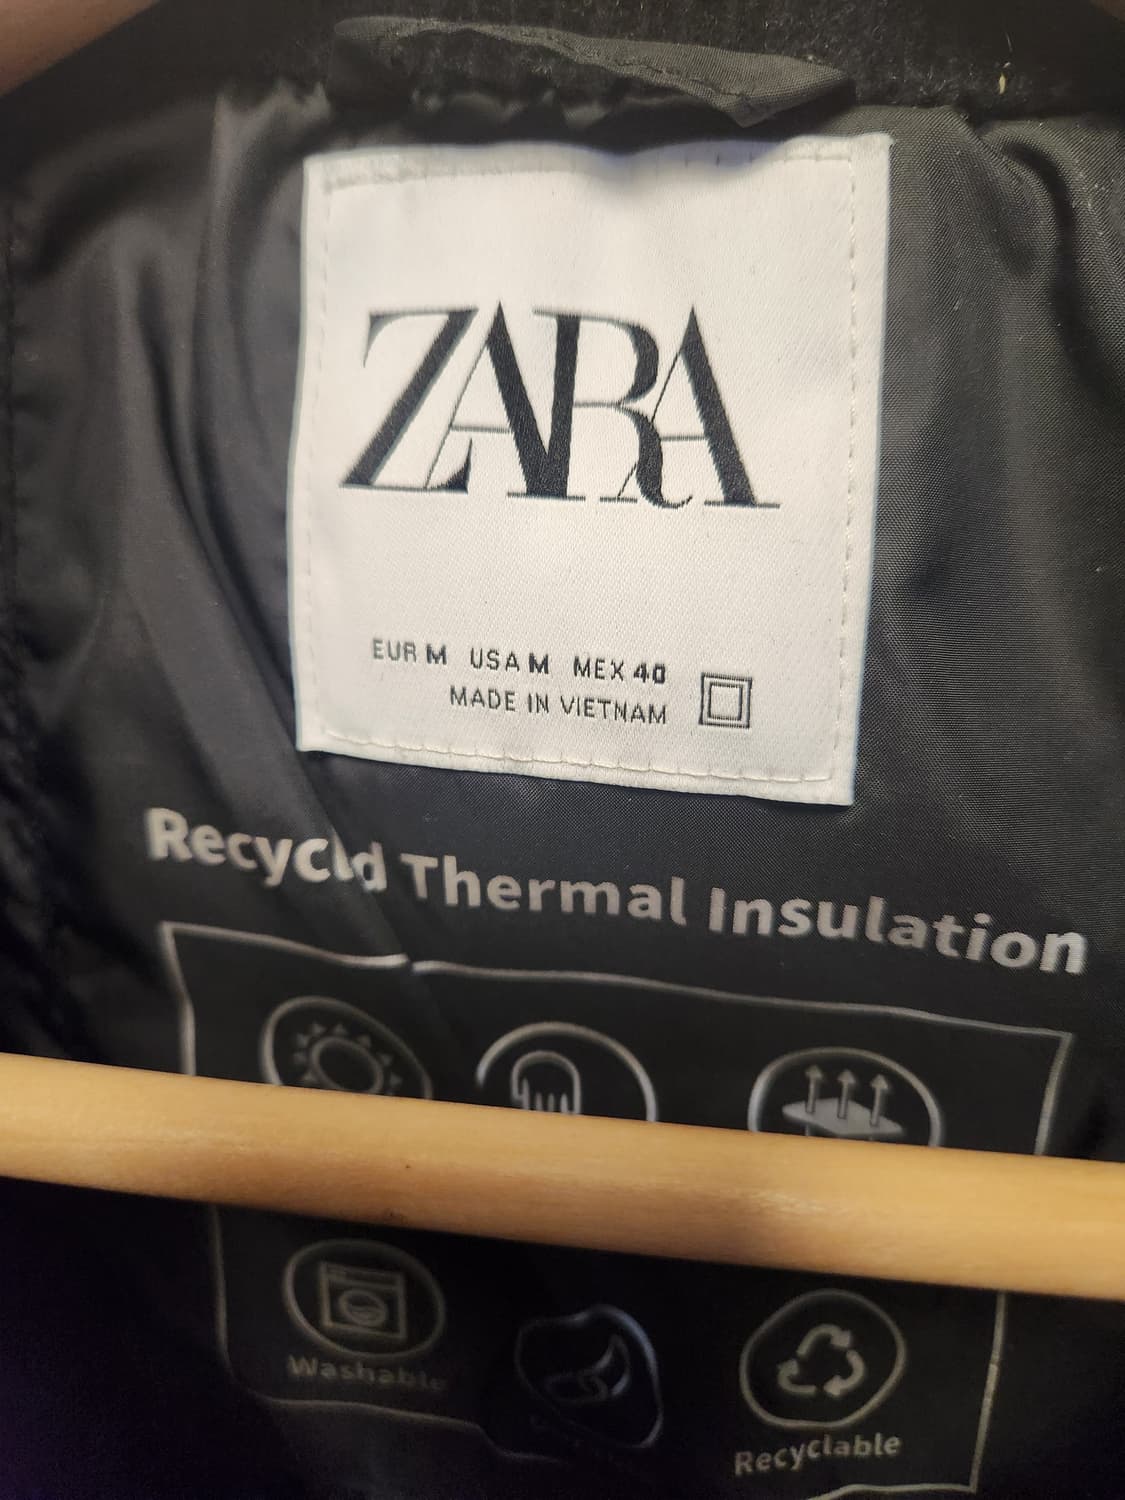 ZARA
EUR M USA M MEX 40
MADE IN VIETNAM
Recycld Thermal Insulation
Washable
Recyclable